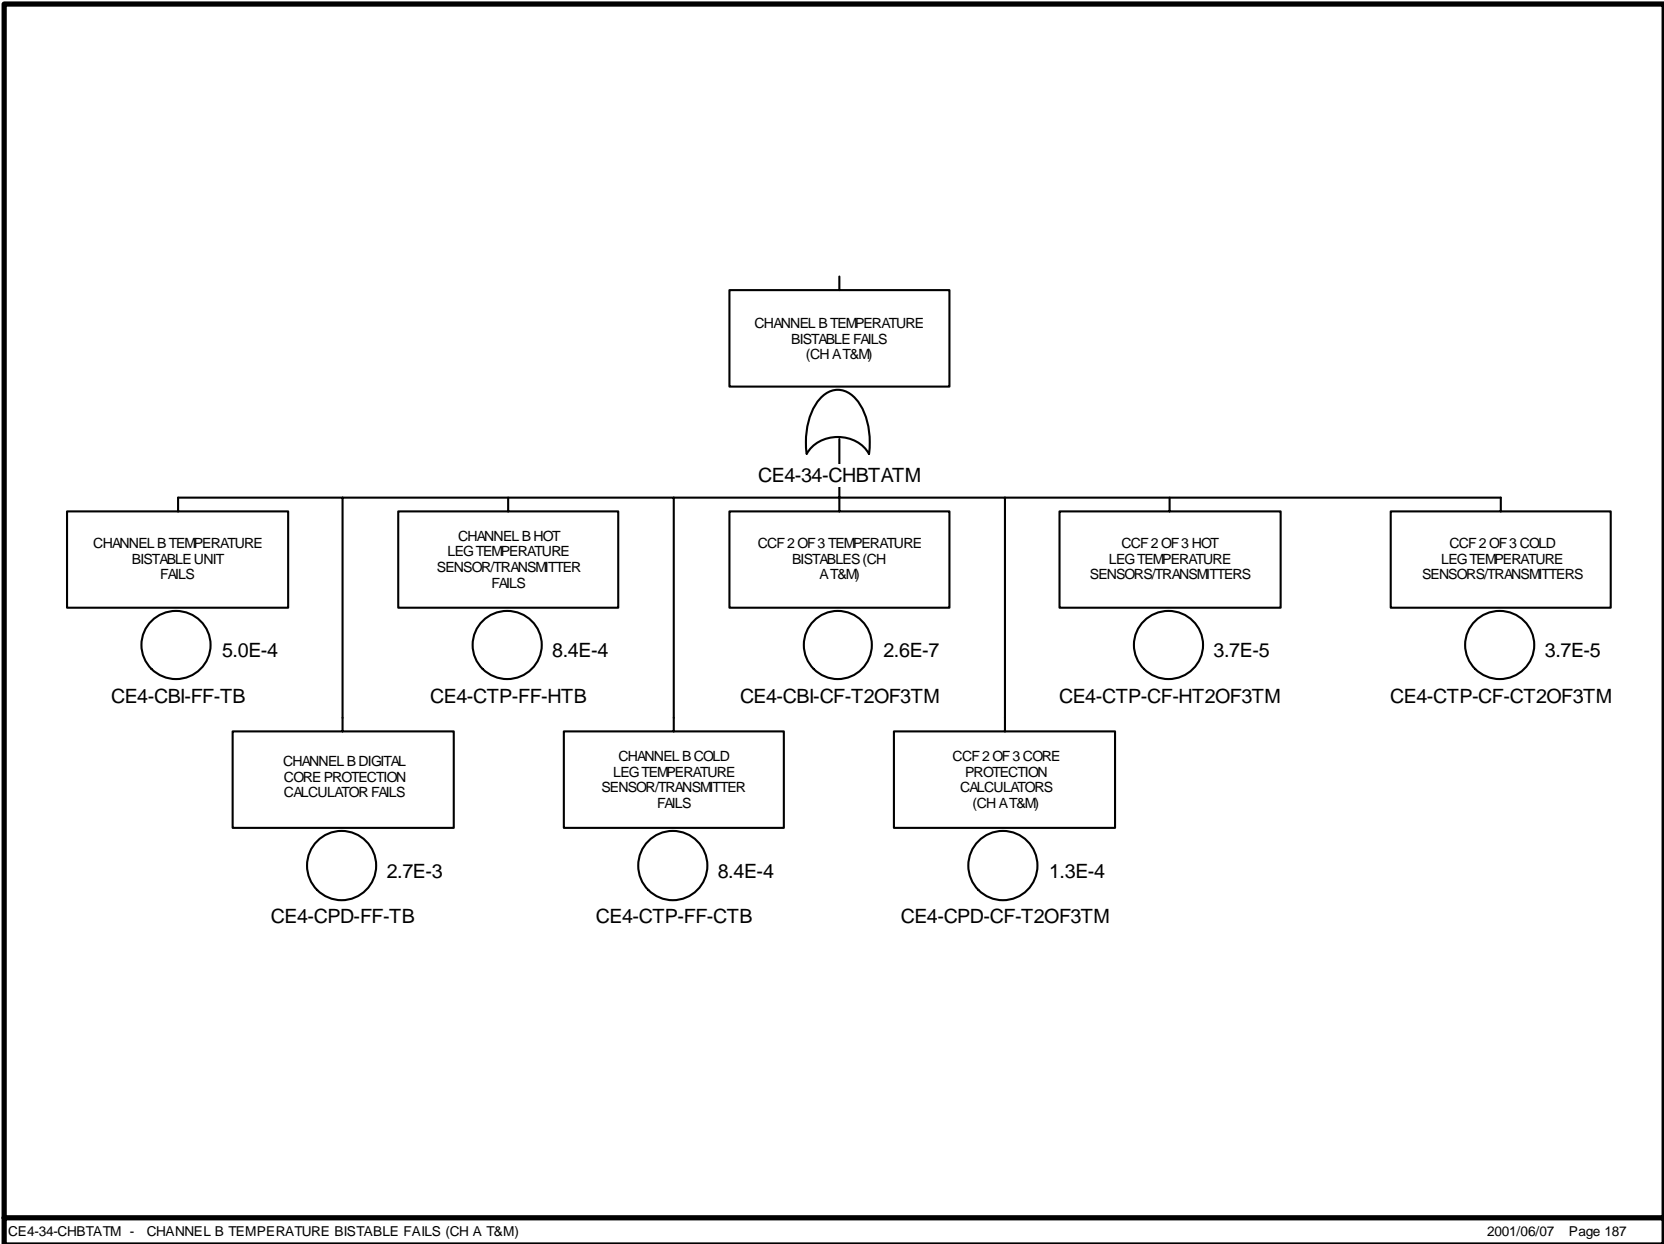 CHANNEL B TEMPERATURE
BISTABLE FAILS
(CH A T&M)
CE4-34-CHBTATM
CHANNEL B TEMPERATURE
BISTABLE UNIT
FAILS
5.0E-4
CE4-CBI-FF-TB
CHANNEL B HOT
LEG TEMPERATURE
SENSOR/TRANSMITTER
FAILS
8.4E-4
CE4-CTP-FF-HTB
CCF 2 OF 3 TEMPERATURE
BISTABLES (CH
A T&M)
2.6E-7
CE4-CBI-CF-T2OF3TM
CCF 2 OF 3 HOT
LEG TEMPERATURE
SENSORS/TRANSMITTERS
3.7E-5
CE4-CTP-CF-HT2OF3TM
CCF 2 OF 3 COLD
LEG TEMPERATURE
SENSORS/TRANSMITTERS
3.7E-5
CE4-CTP-CF-CT2OF3TM
CHANNEL B DIGITAL
CORE PROTECTION
CALCULATOR FAILS
2.7E-3
CE4-CPD-FF-TB
CHANNEL B COLD
LEG TEMPERATURE
SENSOR/TRANSMITTER
FAILS
8.4E-4
CE4-CTP-FF-CTB
CCF 2 OF 3 CORE
PROTECTION
CALCULATORS
(CH A T&M)
1.3E-4
CE4-CPD-CF-T2OF3TM
CE4-34-CHBTATM - CHANNEL B TEMPERATURE BISTABLE FAILS (CH A T&M)
2001/06/07 Page 187